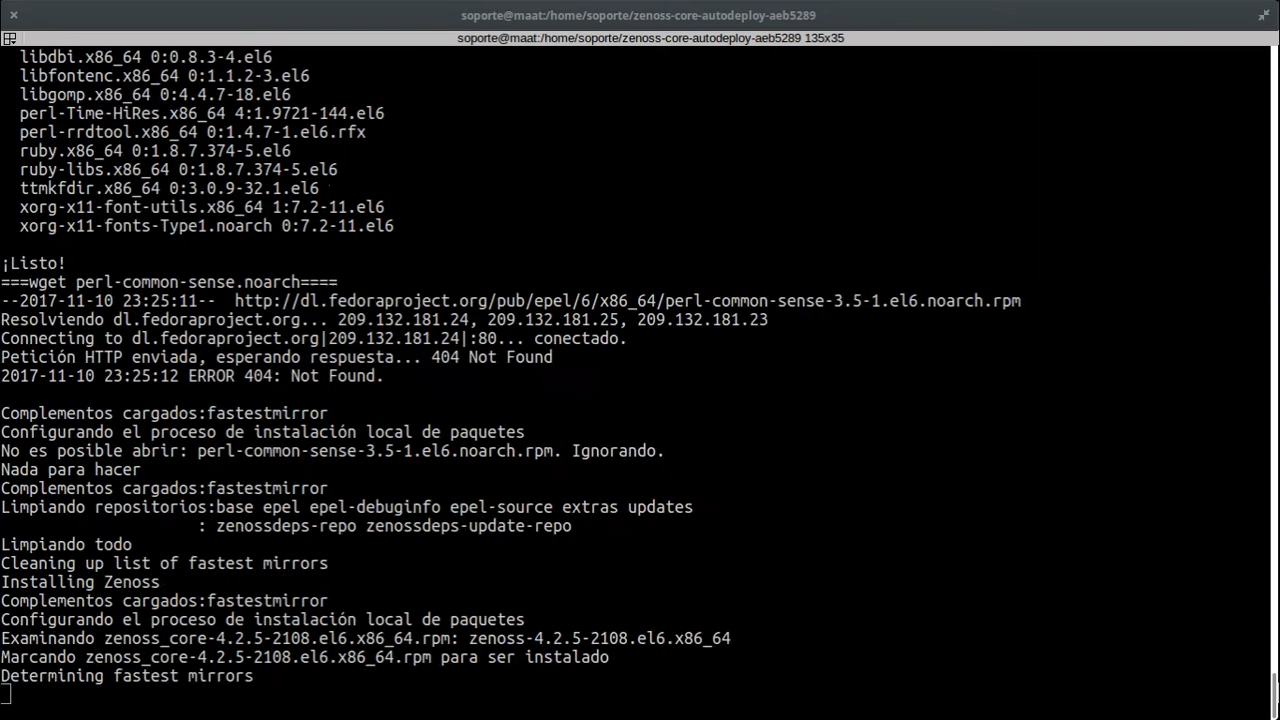 soporte@maat:/home/soporte/zenoss-core-autodeploy-aeb5289
soporte@maat:/home/soporte/zenoss-core-autodeploy-aeb5289 135x35
libdbi.x86_64 0:0.8.3-4.el6
libfontenc.x86_64 0:1.1.2-3.el6
libgomp.x86_64 0:4.4.7-18.el6
perl-Time-HiRes.x86_64 4:1.9721-144.el6
perl-rrdtool.x86_64 0:1.4.7-1.el6.rfx
ruby.x86_64 0:1.8.7.374-5.el6
ruby-libs.x86_64 0:1.8.7.374-5.el6
ttmkfdir.x86_64 0:3.0.9-32.1.el6
xorg-x11-font-utils.x86_64 1:7.2-11.el6
xorg-x11-fonts-Type1.noarch 0:7.2-11.el6
¡Listo!
===wget perl-common-sense.noarch====
--2017-11-10 23:25:11--  http://dl.fedoraproject.org/pub/epel/6/x86_64/perl-common-sense-3.5-1.el6.noarch.rpm
Resolviendo dl.fedoraproject.org... 209.132.181.24, 209.132.181.25, 209.132.181.23
Connecting to dl.fedoraproject.org|209.132.181.24|:80... conectado.
Petición HTTP enviada, esperando respuesta... 404 Not Found
2017-11-10 23:25:12 ERROR 404: Not Found.
Complementos cargados:fastestmirror
Configurando el proceso de instalación local de paquetes
No es posible abrir: perl-common-sense-3.5-1.el6.noarch.rpm. Ignorando.
Nada para hacer
Complementos cargados:fastestmirror
Limpiando repositorios:base epel epel-debuginfo epel-source extras updates
: zenossdeps-repo zenossdeps-update-repo
Limpiando todo
Cleaning up list of fastest mirrors
Installing Zenoss
Complementos cargados:fastestmirror
Configurando el proceso de instalación local de paquetes
Examinando zenoss_core-4.2.5-2108.el6.x86_64.rpm: zenoss-4.2.5-2108.el6.x86_64
Marcando zenoss_core-4.2.5-2108.el6.x86_64.rpm para ser instalado
Determining fastest mirrors